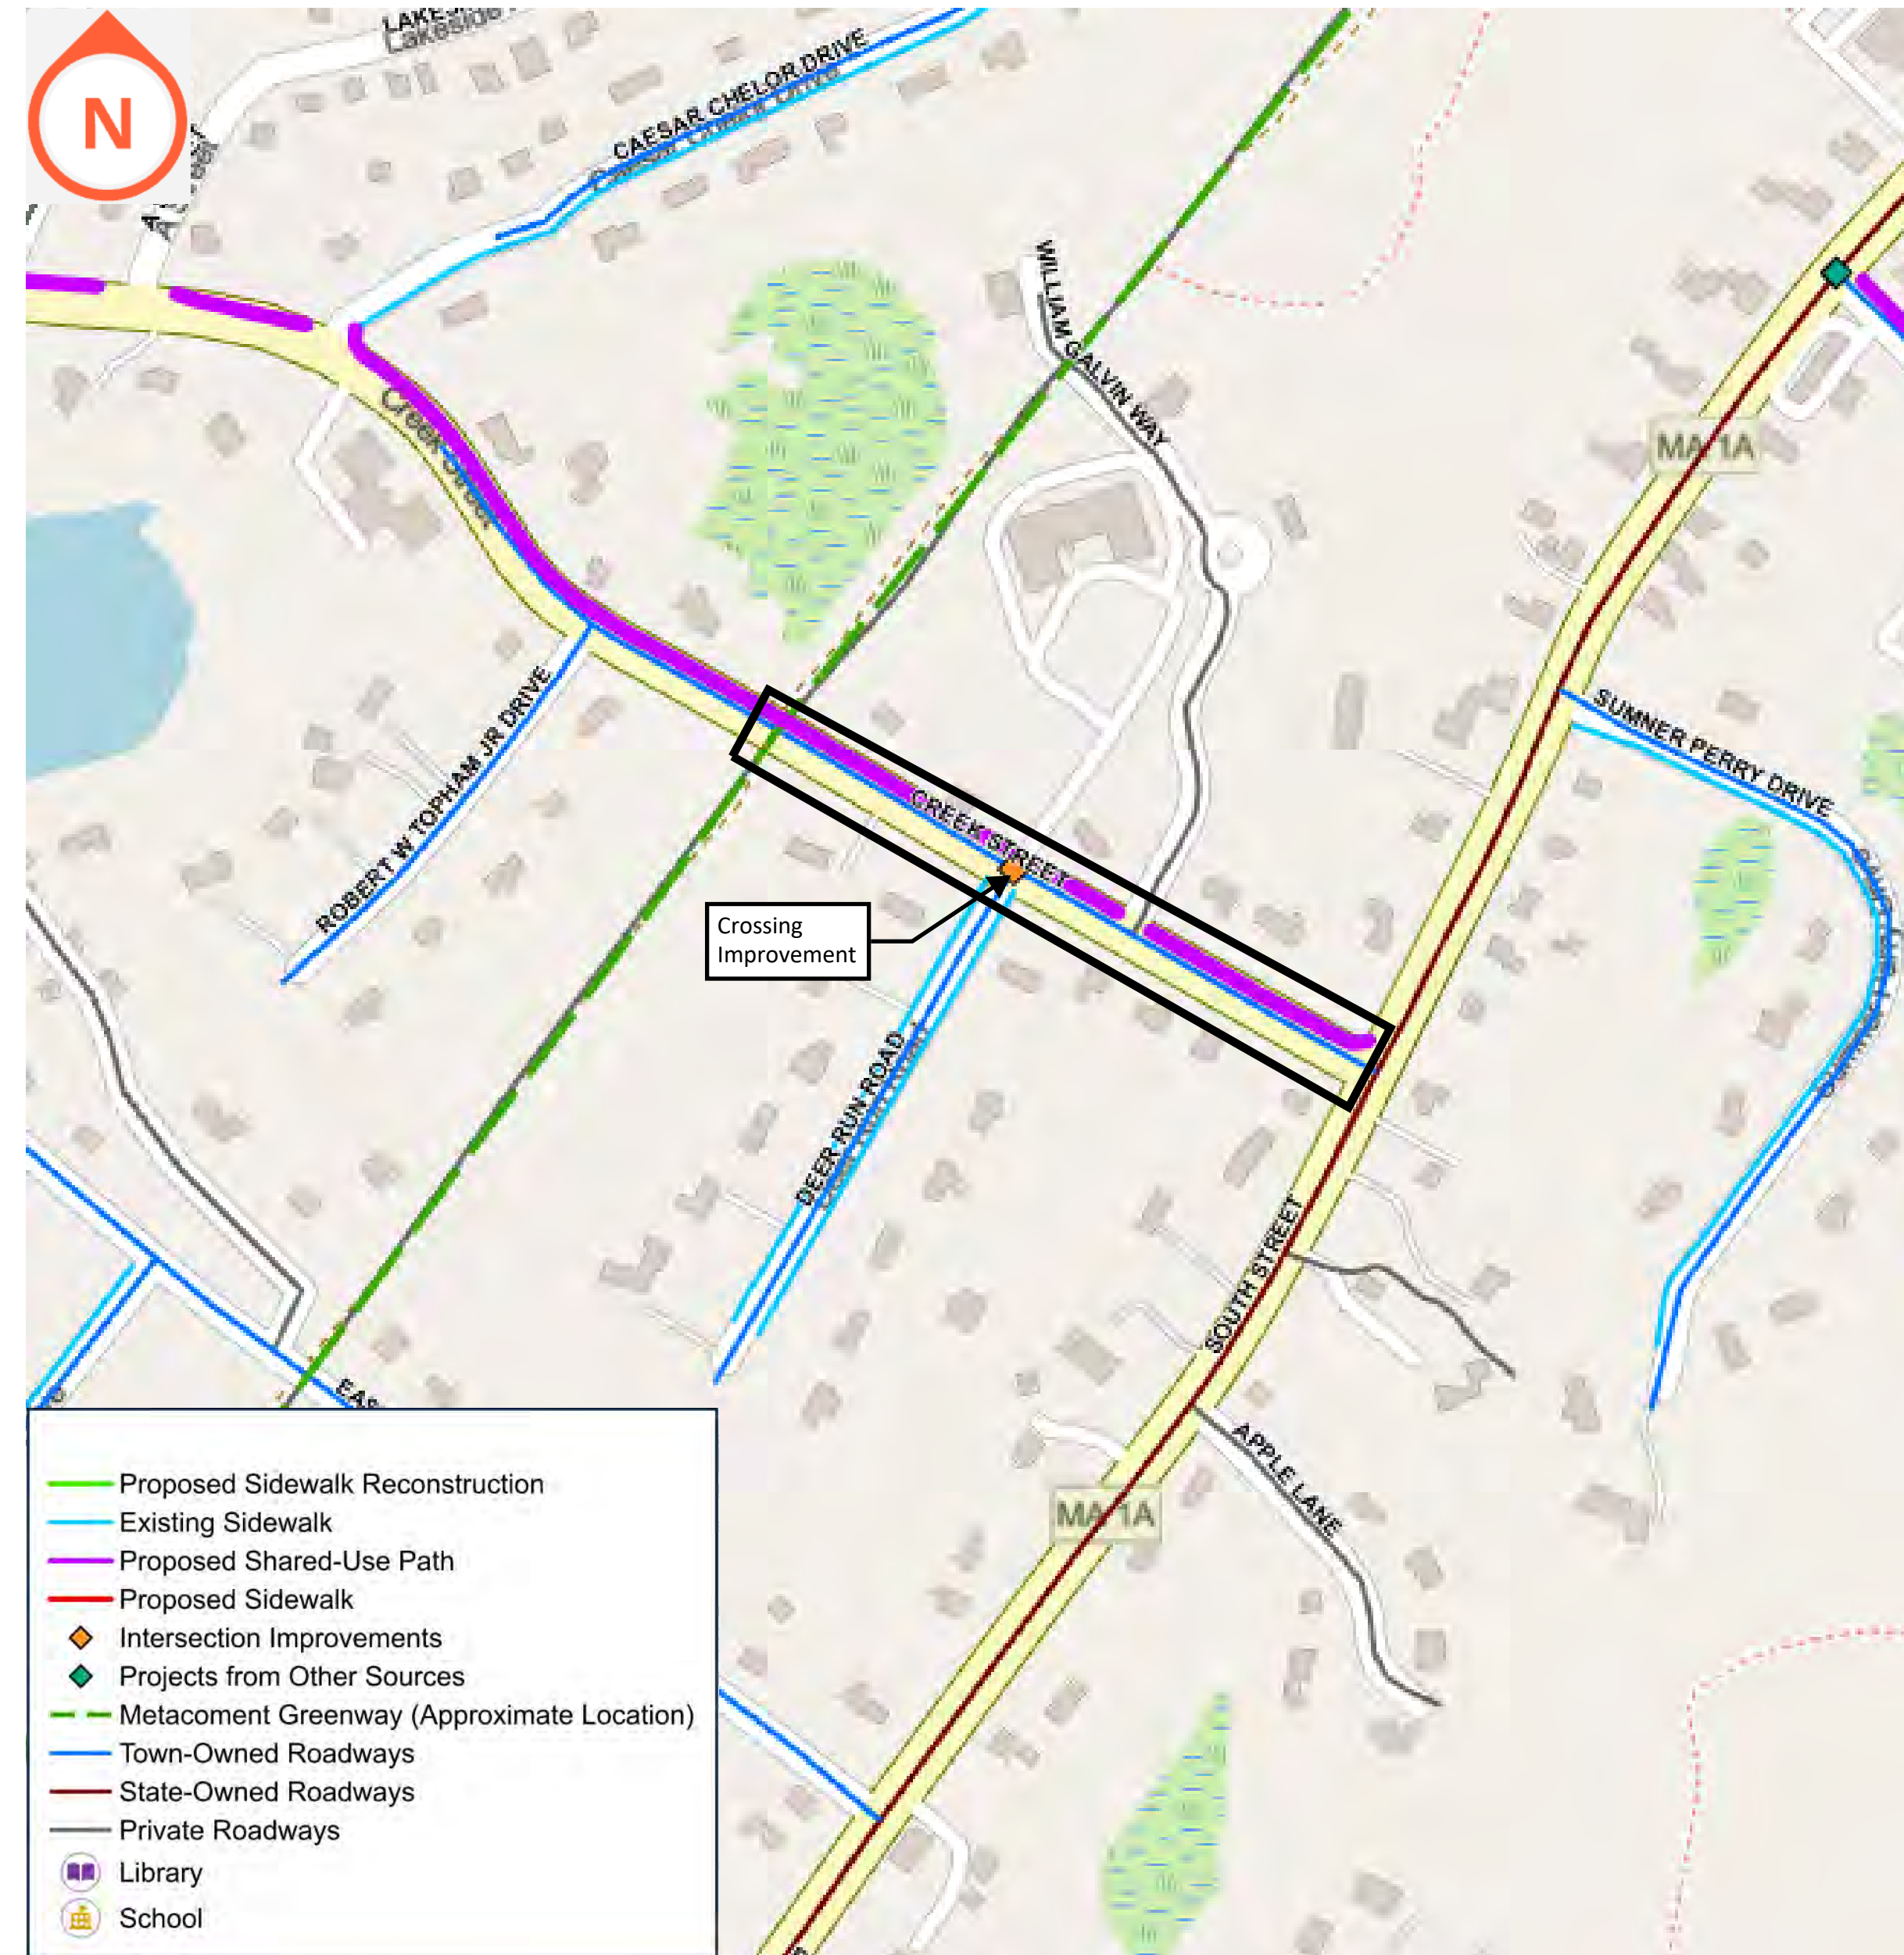 N
Lakeside
CAESAR CHELOR DRIVE
WILLIAM GALVIN WAY
Creek Street
MA 1A
SUMNER PERRY DRIVE
ROBERT W TOPHAM JR DRIVE
CREEK STREET
Crossing
Improvement
DEER RUN ROAD
SOUTH STREET
APPLE LANE
MA 1A
Proposed Sidewalk Reconstruction
Existing Sidewalk
Proposed Shared-Use Path
Proposed Sidewalk
Intersection Improvements
Projects from Other Sources
Metacoment Greenway (Approximate Location)
Town-Owned Roadways
State-Owned Roadways
Private Roadways
Library
School